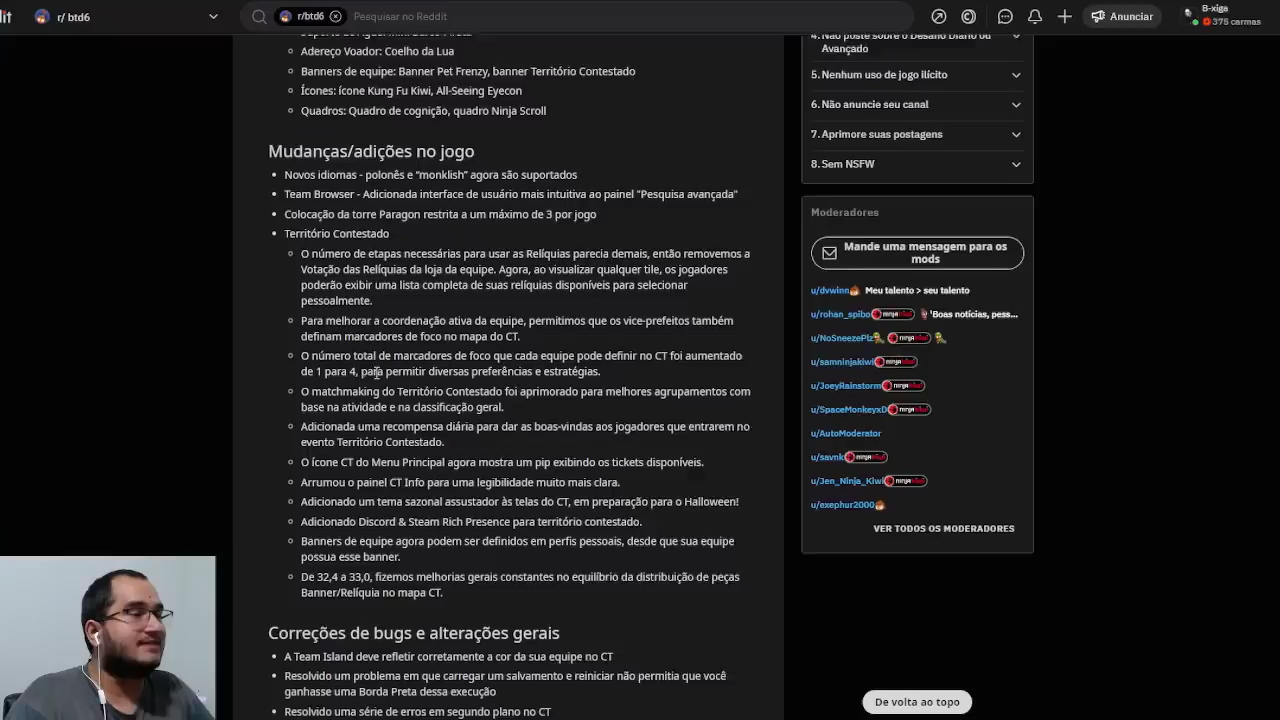 r/ btd6
r/btd6
Pesquisar no Reddit
Anunciar
B-xiga
375 carmas
Adereço Voador: Coelho da Lua
Banners de equipe: Banner Pet Frenzy, banner Território Contestado
Ícones: ícone Kung Fu Kiwi, All-Seeing Eyecon
Quadros: Quadro de cognição, quadro Ninja Scroll
Mudanças/adições no jogo
Novos idiomas - polonês e “monklish” agora são suportados
Team Browser - Adicionada interface de usuário mais intuitiva ao painel "Pesquisa avançada"
Colocação da torre Paragon restrita a um máximo de 3 por jogo
Território Contestado
O número de etapas necessárias para usar as Relíquias parecia demais, então removemos a
Votação das Relíquias da loja da equipe. Agora, ao visualizar qualquer tile, os jogadores
poderão exibir uma lista completa de suas relíquias disponíveis para selecionar
pessoalmente.
Para melhorar a coordenação ativa da equipe, permitimos que os vice-prefeitos também
definam marcadores de foco no mapa do CT.
O número total de marcadores de foco que cada equipe pode definir no CT foi aumentado
de 1 para 4, para permitir diversas preferências e estratégias.
O matchmaking do Território Contestado foi aprimorado para melhores agrupamentos com
base na atividade e na classificação geral.
Adicionada uma recompensa diária para dar as boas-vindas aos jogadores que entrarem no
evento Território Contestado.
O ícone CT do Menu Principal agora mostra um pip exibindo os tickets disponíveis.
Arrumou o painel CT Info para uma legibilidade muito mais clara.
Adicionado um tema sazonal assustador às telas do CT, em preparação para o Halloween!
Adicionado Discord & Steam Rich Presence para território contestado.
Banners de equipe agora podem ser definidos em perfis pessoais, desde que sua equipe
possua esse banner.
De 32,4 a 33,0, fizemos melhorias gerais constantes no equilíbrio da distribuição de peças
Banner/Relíquia no mapa CT.
Correções de bugs e alterações gerais
A Team Island deve refletir corretamente a cor da sua equipe no CT
Resolvido um problema em que carregar um salvamento e reiniciar não permitia que você
ganhasse uma Borda Preta dessa execução
Resolvido uma série de erros em segundo plano no CT
4. Não poste sobre o Desafio Diário ou
Avançado
5. Nenhum uso de jogo ilícito
6. Não anuncie seu canal
7. Aprimore suas postagens
8. Sem NSFW
Moderadores
Mande uma mensagem para os
mods
u/dvwinn Meu talento > seu talento
u/rohan_spibo 'Boas notícias, pess...
u/NoSneezePlz
u/samninjakiwi
u/JoeyRainstorm
u/SpaceMonkeyxD
u/AutoModerator
u/savnk
u/Jen_Ninja_Kiwi
u/exephur2000
VER TODOS OS MODERADORES
De volta ao topo